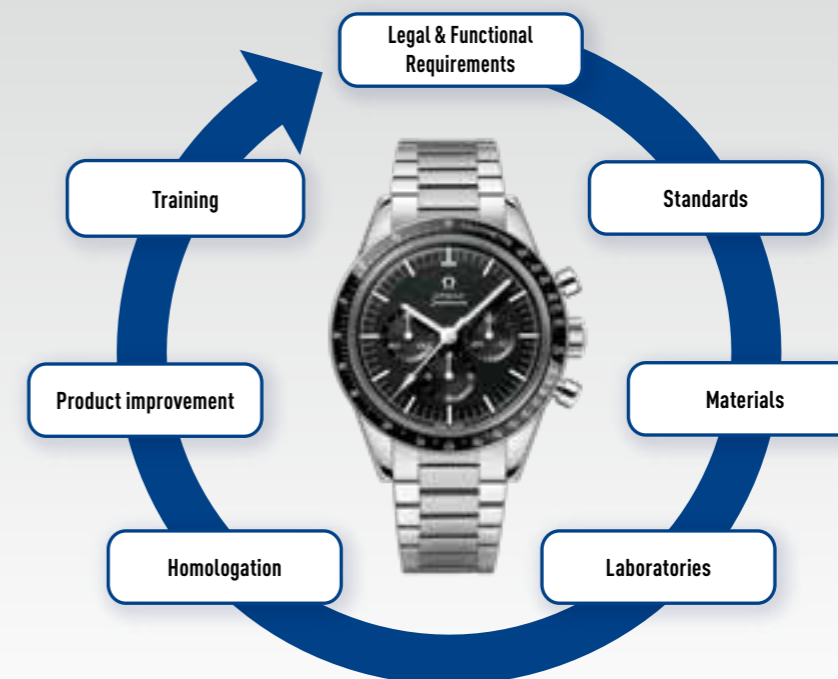 Legal & Functional
Requirements
Training
Standards
Product improvement
Materials
Homologation
Laboratories